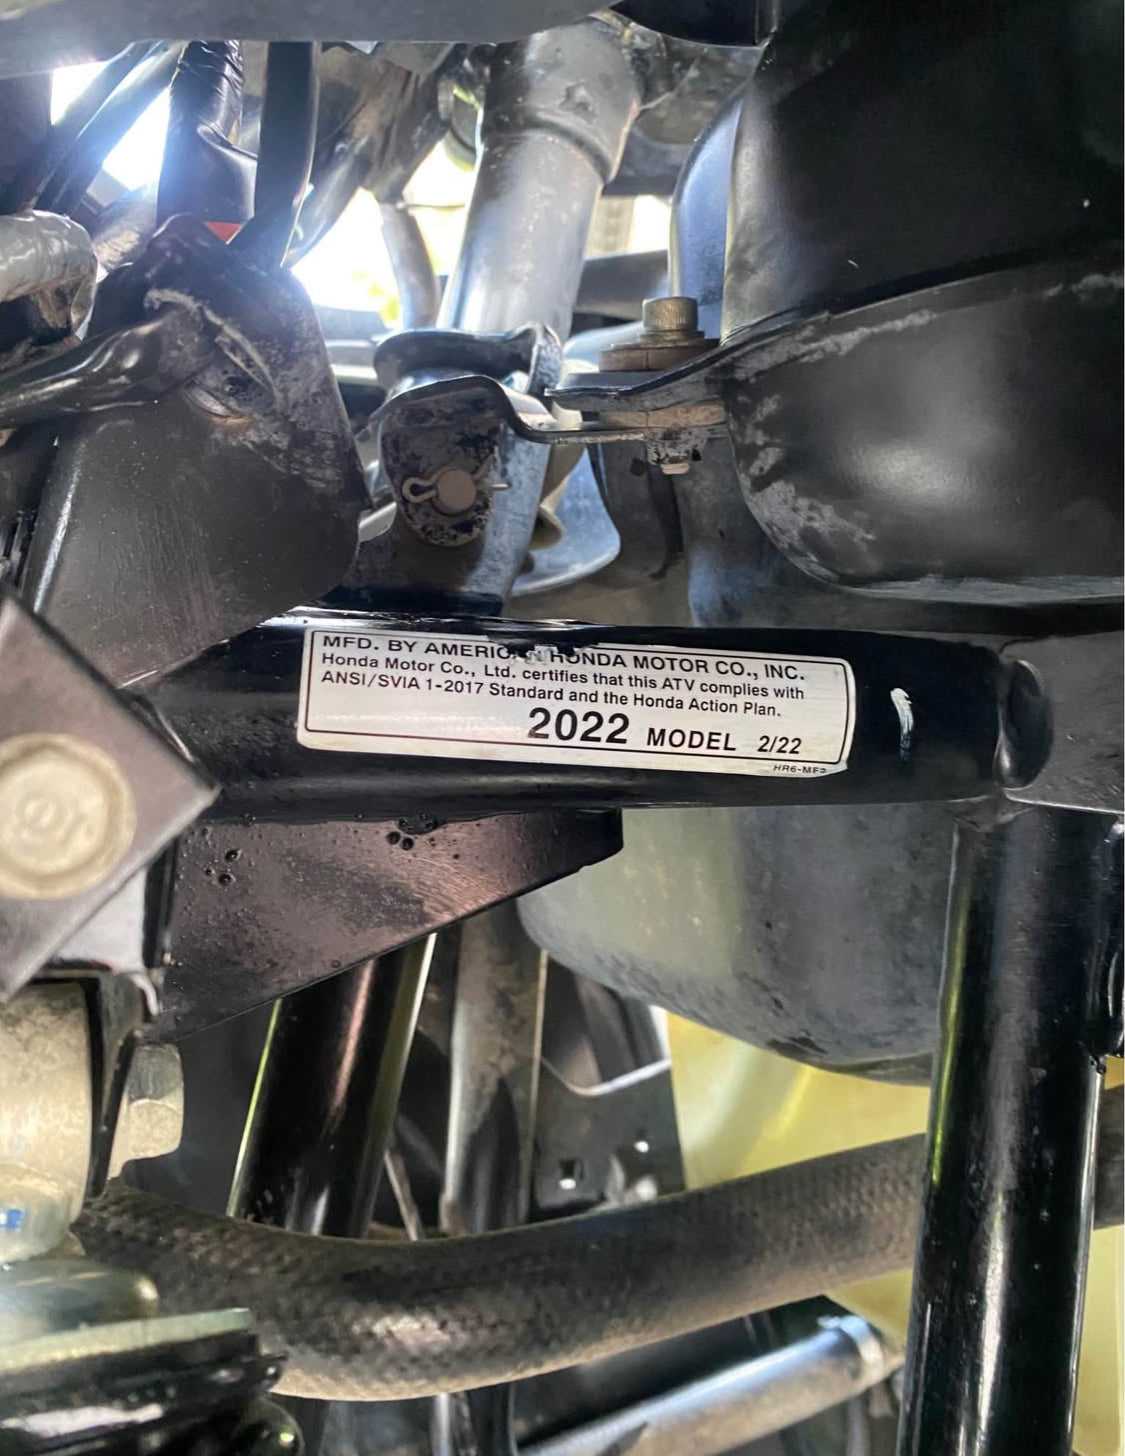 MFD. BY AMERICAN HONDA MOTOR CO., INC.
Honda Motor Co., Ltd. certifies that this ATV complies with
ANSI/SVIA 1-2017 Standard and the Honda Action Plan.
2022 MODEL 2/22